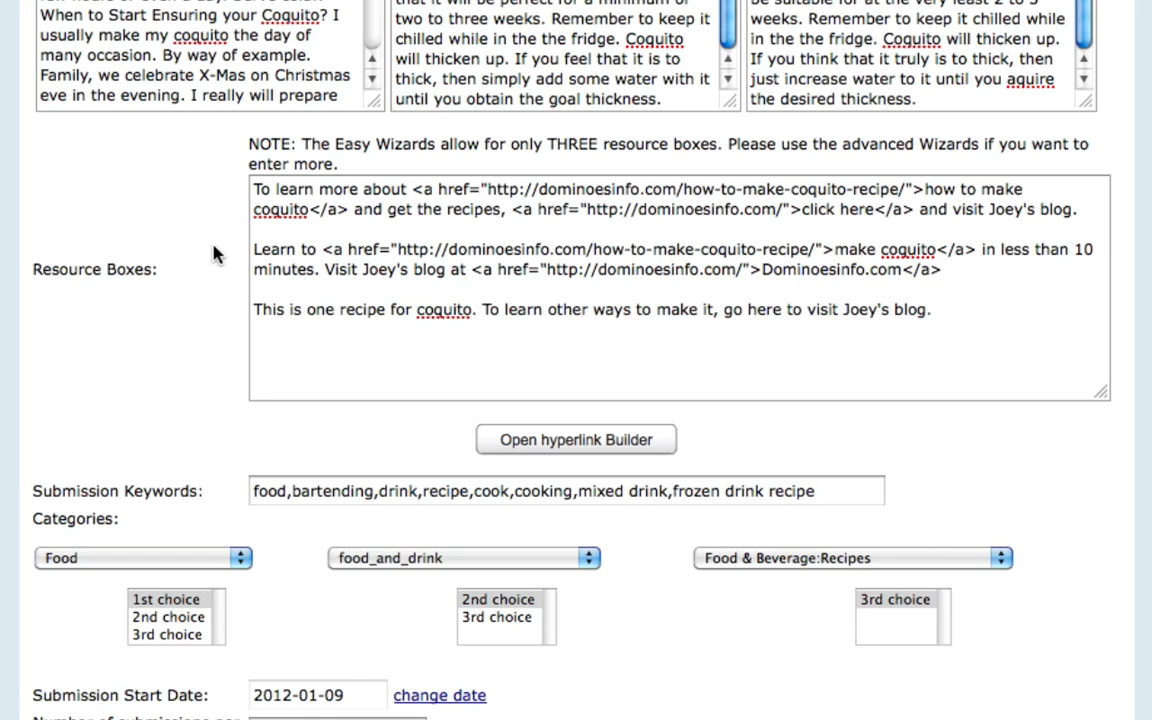 When to Start Ensuring your Coquito? I
usually make my coquito the day of
many occasion. By way of example.
Family, we celebrate X-Mas on Christmas
eve in the evening. I really will prepare
two to three weeks. Remember to keep it
chilled while in the the fridge. Coquito
will thicken up. If you feel that it is to
thick, then simply add some water with it
until you obtain the goal thickness.
be suitable for at the very least 2 to 3
weeks. Remember to keep it chilled while
in the the fridge. Coquito will thicken up.
If you think that it truly is to thick, then
just increase water to it until you aquire
the desired thickness.
NOTE: The Easy Wizards allow for only THREE resource boxes. Please use the advanced Wizards if you want to
enter more.
Resource Boxes:
To learn more about <a href="http://dominoesinfo.com/how-to-make-coquito-recipe/">how to make
coquito</a> and get the recipes, <a href="http://dominoesinfo.com/">click here</a> and visit Joey's blog.
Learn to <a href="http://dominoesinfo.com/how-to-make-coquito-recipe/">make coquito</a> in less than 10
minutes. Visit Joey's blog at <a href="http://dominoesinfo.com/">Dominoesinfo.com</a>
This is one recipe for coquito. To learn other ways to make it, go here to visit Joey's blog.
Open hyperlink Builder
Submission Keywords:
food,bartending,drink,recipe,cook,cooking,mixed drink,frozen drink recipe
Categories:
Food
food_and_drink
Food & Beverage:Recipes
1st choice
2nd choice
3rd choice
2nd choice
3rd choice
3rd choice
Submission Start Date:
2012-01-09
change date